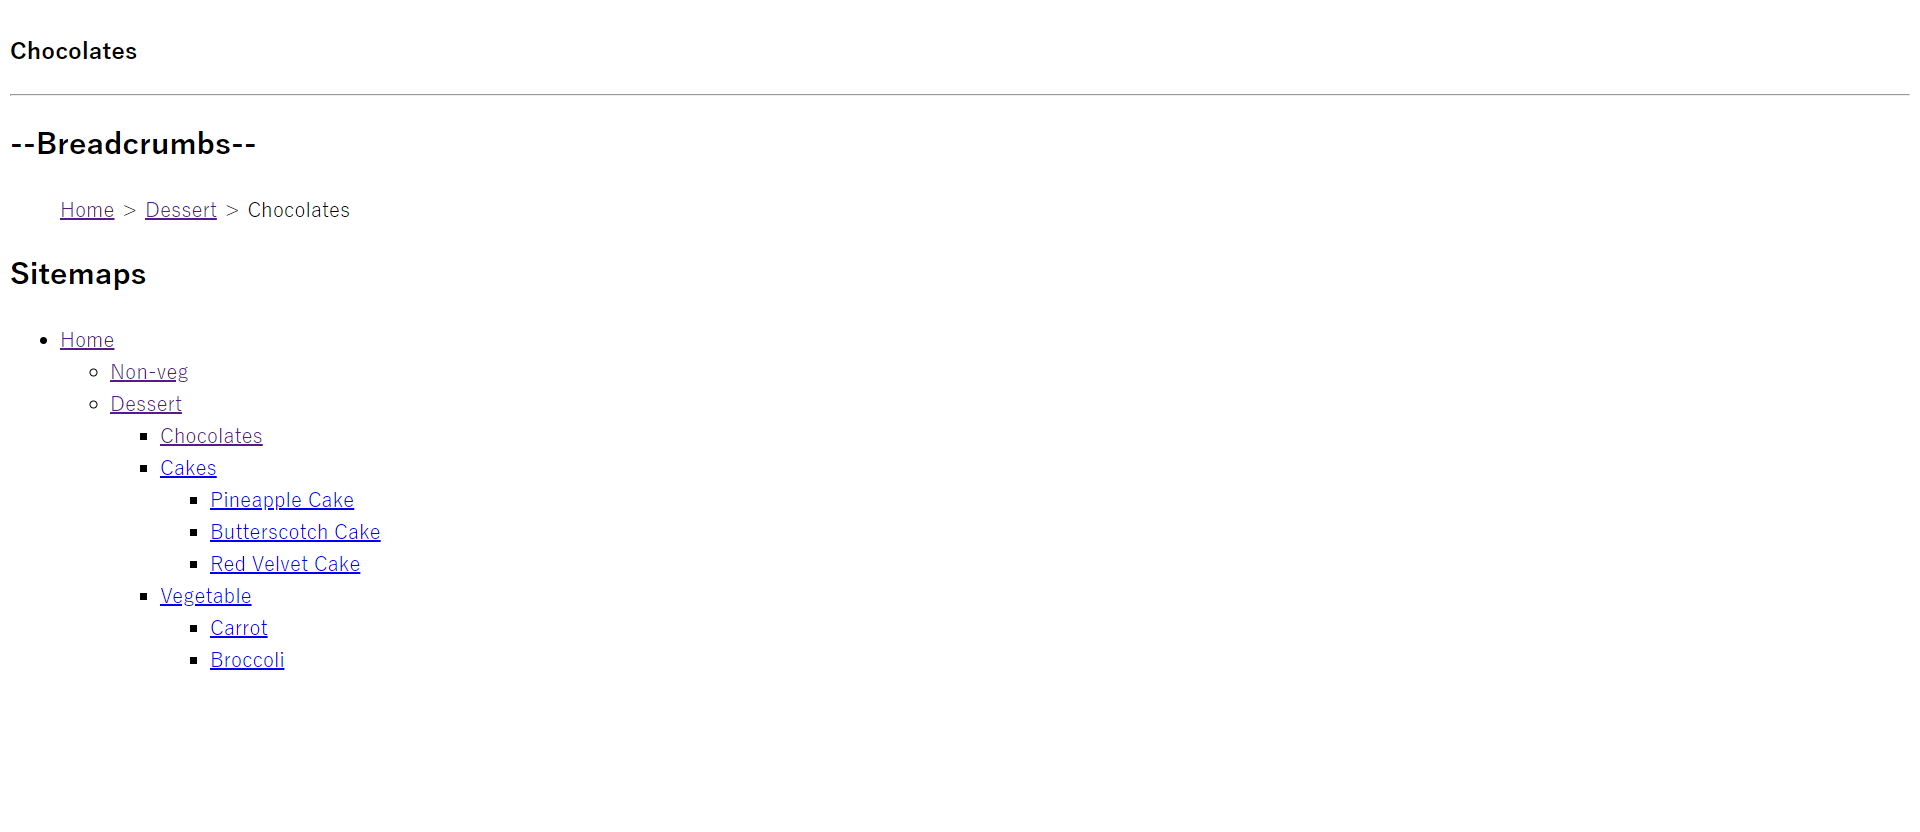 Chocolates
--Breadcrumbs--
Home > Dessert > Chocolates
Sitemaps
Home
Non-veg
Dessert
Chocolates
Cakes
Pineapple Cake
Butterscotch Cake
Red Velvet Cake
Vegetable
Carrot
Broccoli